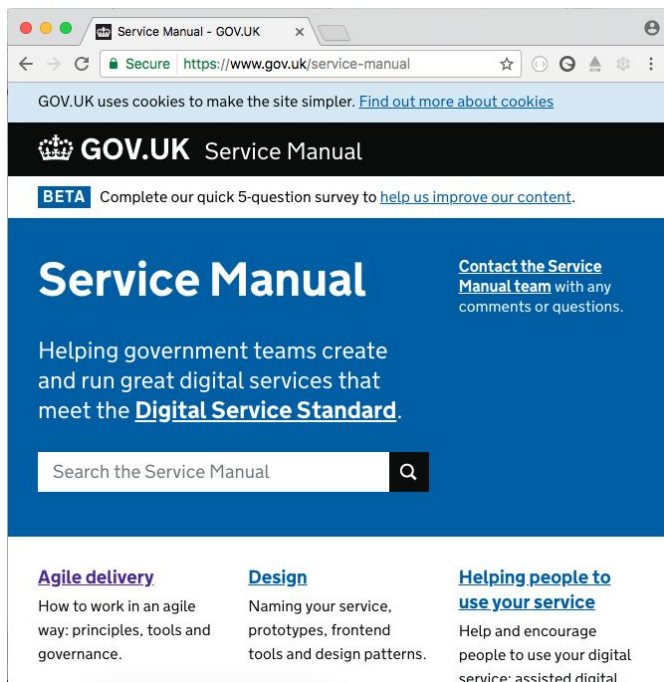 Service Manual - GOV.UK
Secure https://www.gov.uk/service-manual
GOV.UK uses cookies to make the site simpler. Find out more about cookies
GOV.UK Service Manual
BETA Complete our quick 5-question survey to help us improve our content.
Service Manual
Helping government teams create
and run great digital services that
meet the Digital Service Standard.
Search the Service Manual
Contact the Service
Manual team with any
comments or questions.
Agile delivery
How to work in an agile
way: principles, tools and
governance.
Design
Naming your service,
prototypes, frontend
tools and design patterns.
Helping people to
use your service
Help and encourage
people to use your digital
service: assisted digital